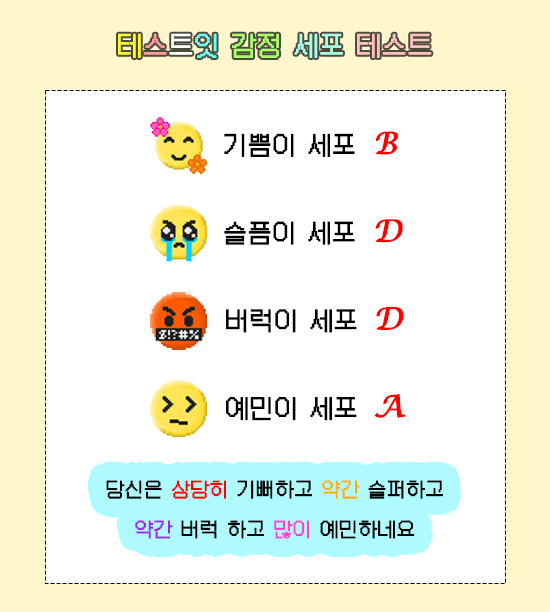 테스트잇 감정 세포 테스트
기쁨이 세포 B
슬픔이 세포 D
버럭이 세포 D
$!?#%
예민이 세포 A
당신은 상당히 기뻐하고 약간 슬퍼하고
약간 버럭 하고 많이 예민하네요